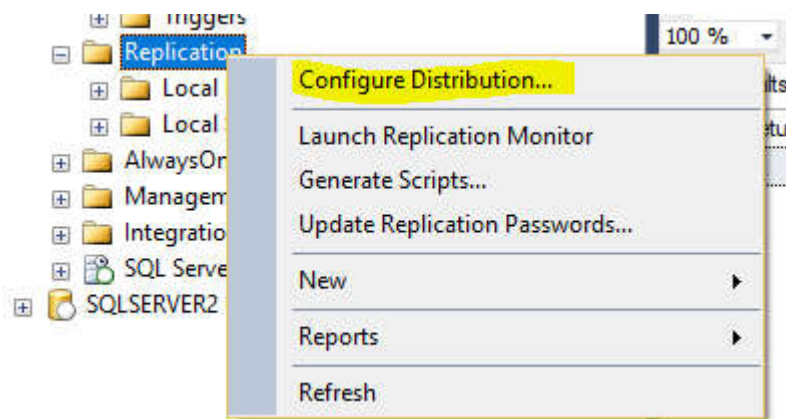 Triggers
Replication
Local
Local
AlwaysOn
Managem
Integratio
SQL Serve
SQLSERVER2
Configure Distribution...
Launch Replication Monitor
Generate Scripts...
Update Replication Passwords...
New
Reports
Refresh
100 %
lts